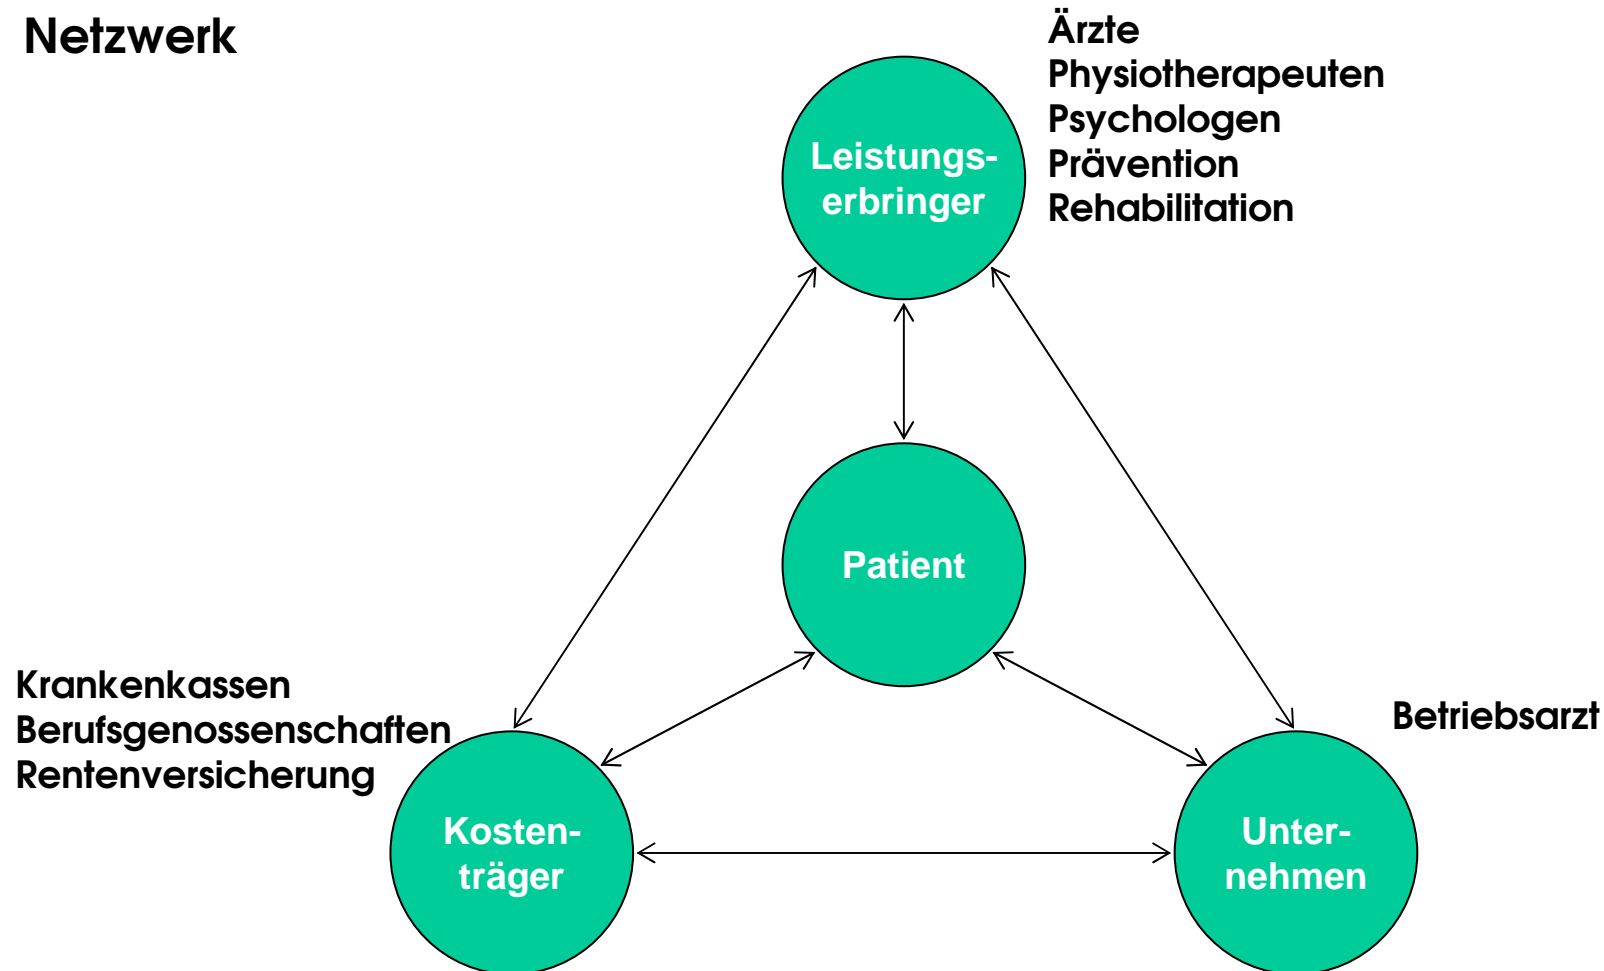 Netzwerk
Ärzte
Physiotherapeuten
Psychologen
Prävention
Rehabilitation
Leistungs-
erbringer
Patient
Krankenkassen
Berufsgenossenschaften
Rentenversicherung
Betriebsarzt
Kosten-
träger
Unter-
nehmen